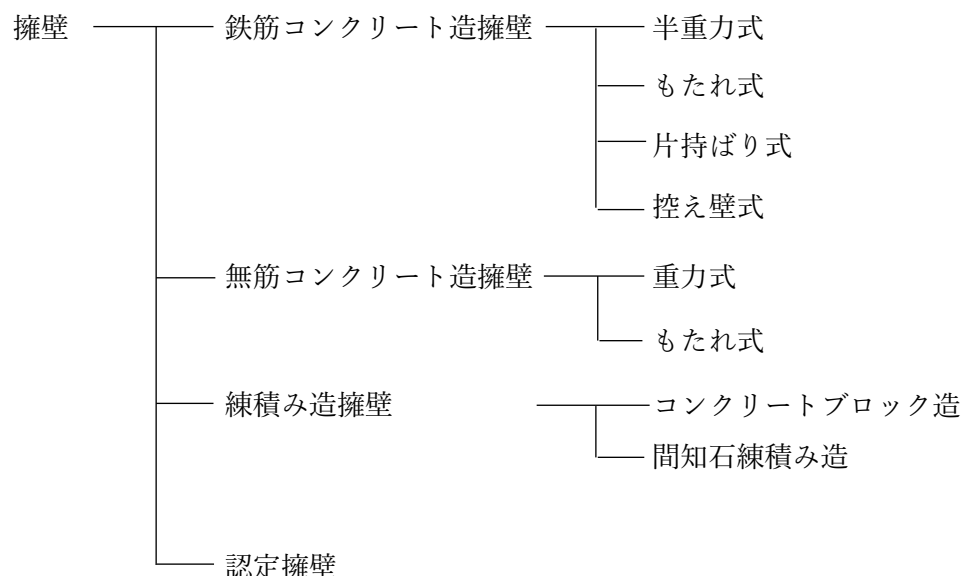 擁壁 鉄筋コンクリート造擁壁 半重力式
もたれ式
片持ばり式
控え壁式
無筋コンクリート造擁壁 重力式
もたれ式
練積み造擁壁 コンクリートブロック造
間知石練積み造
認定擁壁